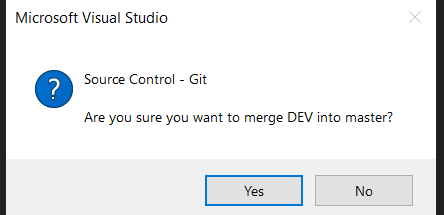 Microsoft Visual Studio
Source Control - Git
Are you sure you want to merge DEV into master?
Yes
No